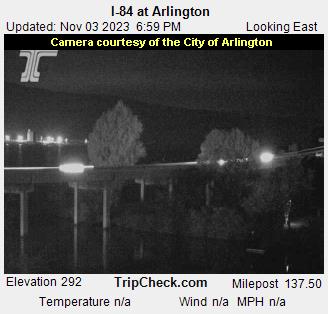 I-84 at Arlington
Updated: Nov 03 2023 6:59 PM Looking East
Camera courtesy of the City of Arlington
Elevation 292 TripCheck.com Milepost 137.50
Temperature n/a Wind n/a MPH n/a